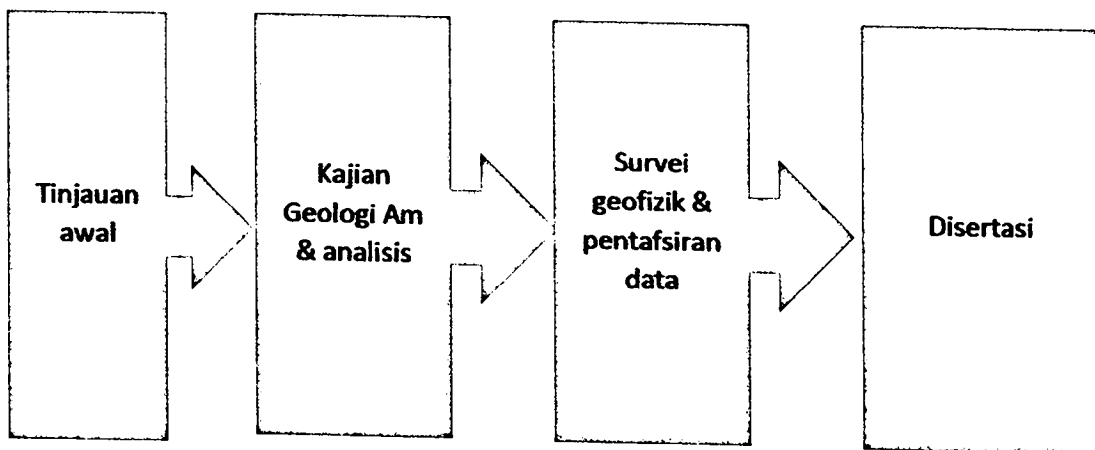 Tinjauan
awal
Kajian
Geologi Am
& analisis
Survei
geofizik &
pentafsiran
data
Disertasi